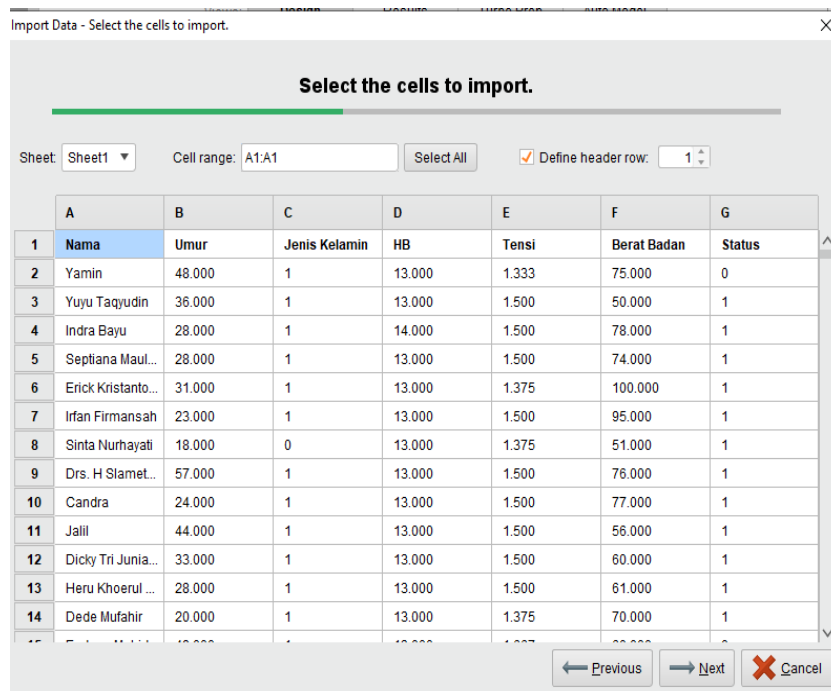 Import Data - Select the cells to import.
Select the cells to import.
Sheet: Sheet1 Cell range: A1:A1 Select All Define header row: 1
A B C D E F G
1 Nama Umur Jenis Kelamin HB Tensi Berat Badan Status
2 Yamin 48.000 1 13.000 1.333 75.000 0
3 Yuyu Taqyudin 36.000 1 13.000 1.500 50.000 1
4 Indra Bayu 28.000 1 14.000 1.500 78.000 1
5 Septiana Maul... 28.000 1 13.000 1.500 74.000 1
6 Erick Kristanto... 31.000 1 13.000 1.375 100.000 1
7 Irfan Firmansah 23.000 1 13.000 1.500 95.000 1
8 Sinta Nurhayati 18.000 0 13.000 1.375 51.000 1
9 Drs. H Slamet... 57.000 1 13.000 1.500 76.000 1
10 Candra 24.000 1 13.000 1.500 77.000 1
11 Jalil 44.000 1 13.000 1.500 56.000 1
12 Dicky Tri Junia... 33.000 1 13.000 1.500 60.000 1
13 Heru Khoerul ... 28.000 1 13.000 1.500 61.000 1
14 Dede Mufahir 20.000 1 13.000 1.375 70.000 1
Previous Next Cancel